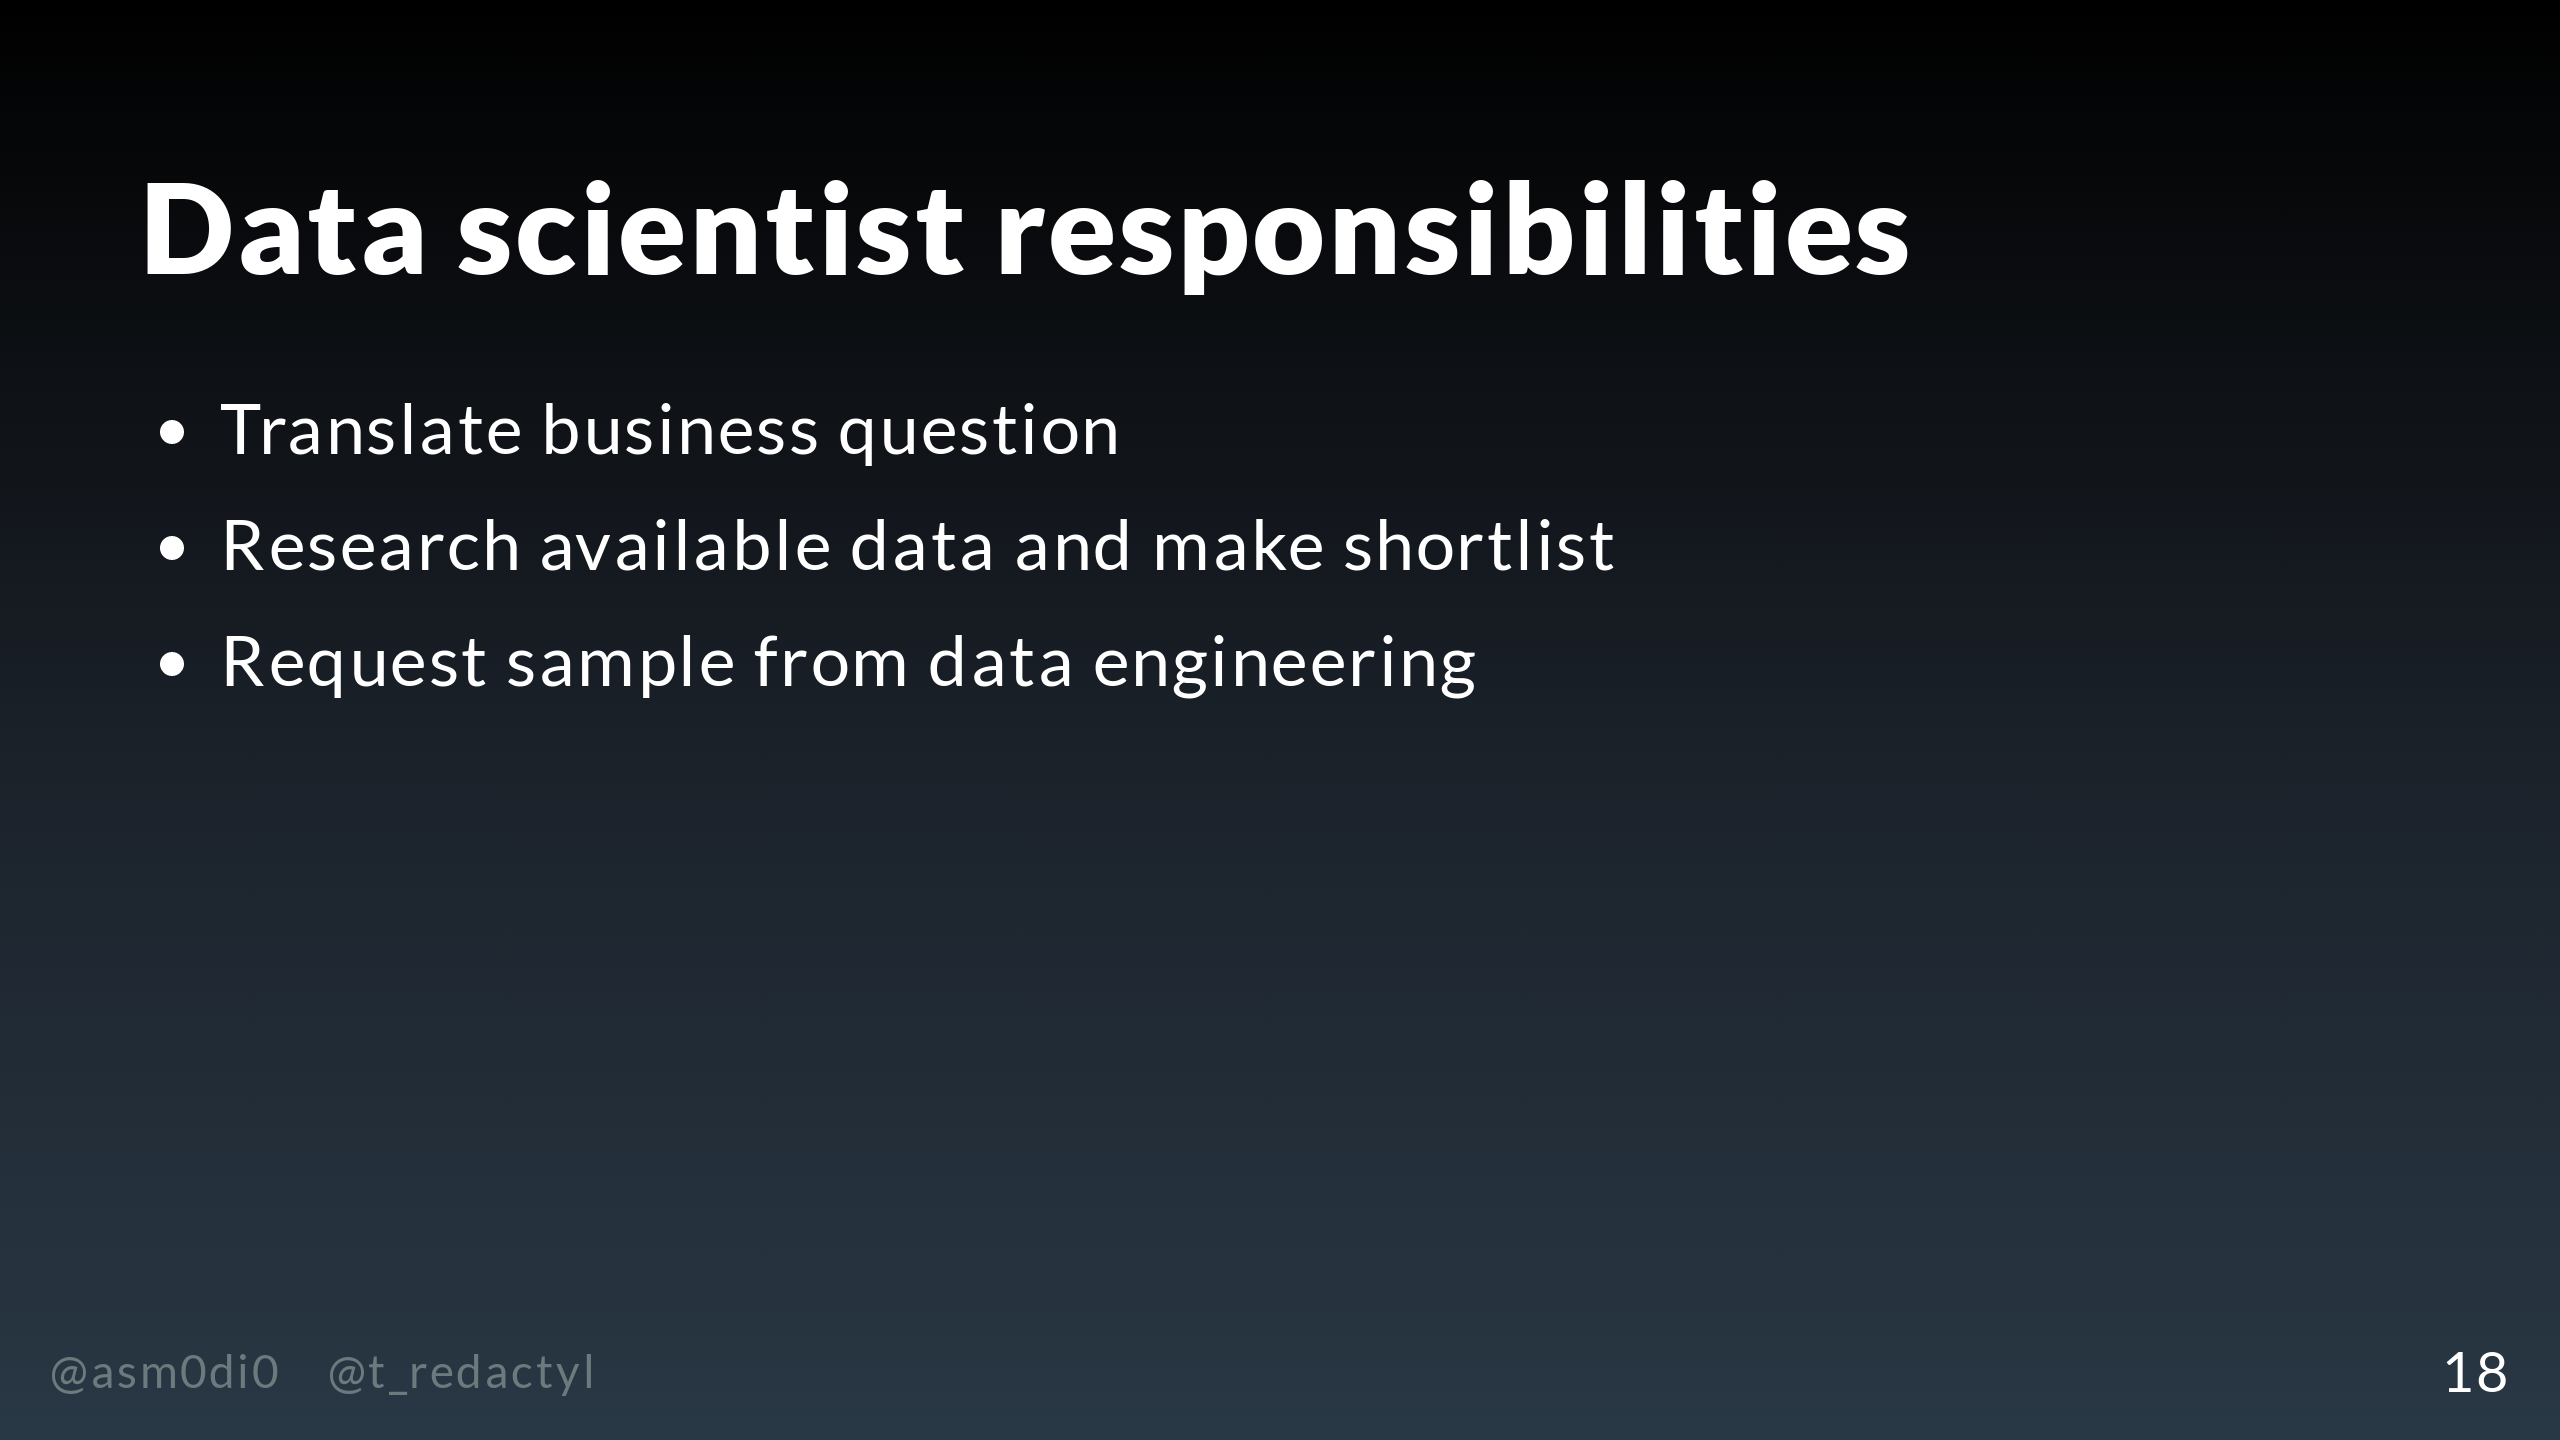 Data scientist responsibilities
• Translate business question
• Research available data and make shortlist
• Request sample from data engineering
@asm0di0 @t_redactyl
18